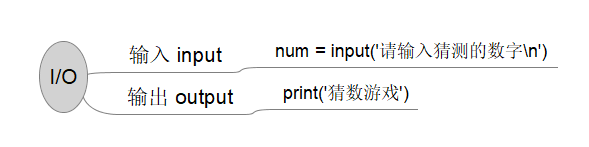 I/O
输入 input
num = input('请输入猜测的数字\n')
输出 output
print('猜数游戏')